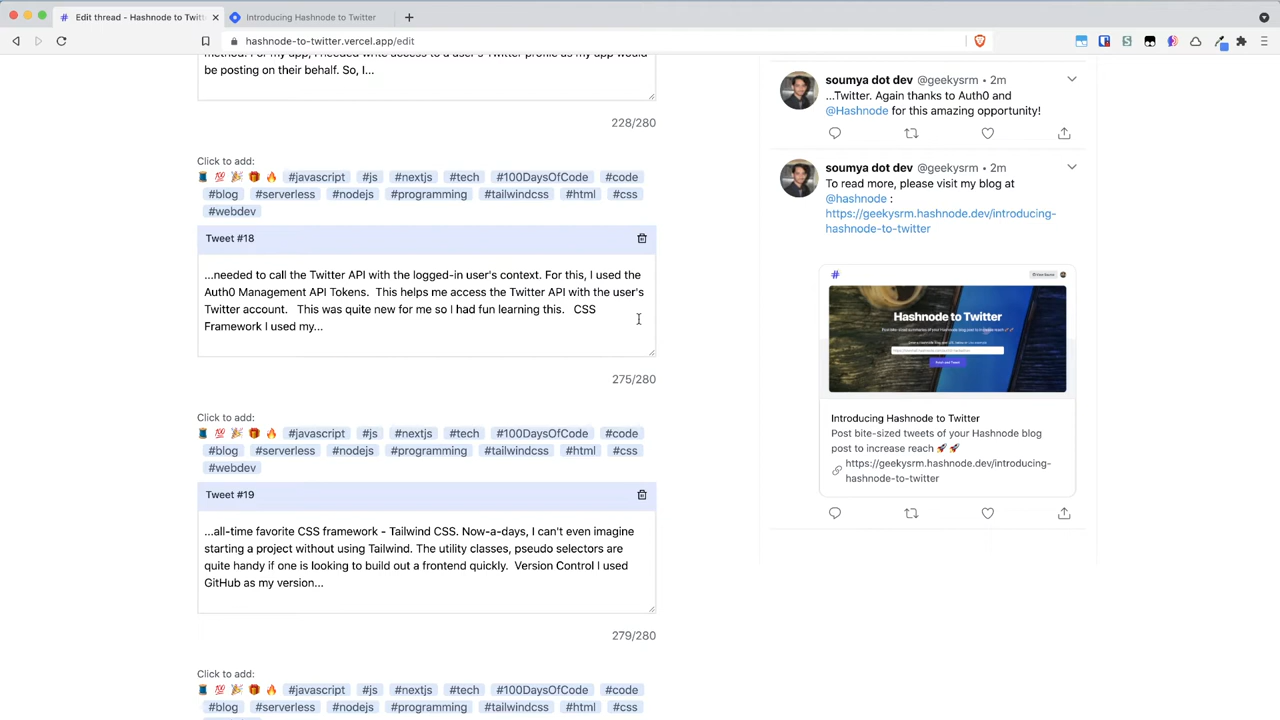 Edit thread - Hashnode to Twitt
Introducing Hashnode to Twitter
hashnode-to-twitter.vercel.app/edit
be posting on their behalf. So, I...
228/280
Click to add:
🧵 💯 🎉 🎁 🔥 #javascript #js #nextjs #tech #100DaysOfCode #code
#blog #serverless #nodejs #programming #tailwindcss #html #css
#webdev
Tweet #18
...needed to call the Twitter API with the logged-in user's context. For this, I used the
Auth0 Management API Tokens.  This helps me access the Twitter API with the user's
Twitter account.   This was quite new for me so I had fun learning this.   CSS
Framework I used my...
275/280
Click to add:
🧵 💯 🎉 🎁 🔥 #javascript #js #nextjs #tech #100DaysOfCode #code
#blog #serverless #nodejs #programming #tailwindcss #html #css
#webdev
Tweet #19
...all-time favorite CSS framework - Tailwind CSS. Now-a-days, I can't even imagine
starting a project without using Tailwind. The utility classes, pseudo selectors are
quite handy if one is looking to build out a frontend quickly.  Version Control I used
GitHub as my version...
279/280
Click to add:
🧵 💯 🎉 🎁 🔥 #javascript #js #nextjs #tech #100DaysOfCode #code
#blog #serverless #nodejs #programming #tailwindcss #html #css
soumya dot dev @geekysrm • 2m
...Twitter. Again thanks to Auth0 and
@Hashnode for this amazing opportunity!
soumya dot dev @geekysrm • 2m
To read more, please visit my blog at
@hashnode :
https://geekysrm.hashnode.dev/introducing-
hashnode-to-twitter
Hashnode to Twitter
Introducing Hashnode to Twitter
Post bite-sized tweets of your Hashnode blog
post to increase reach 🚀 🚀
https://geekysrm.hashnode.dev/introducing-
hashnode-to-twitter